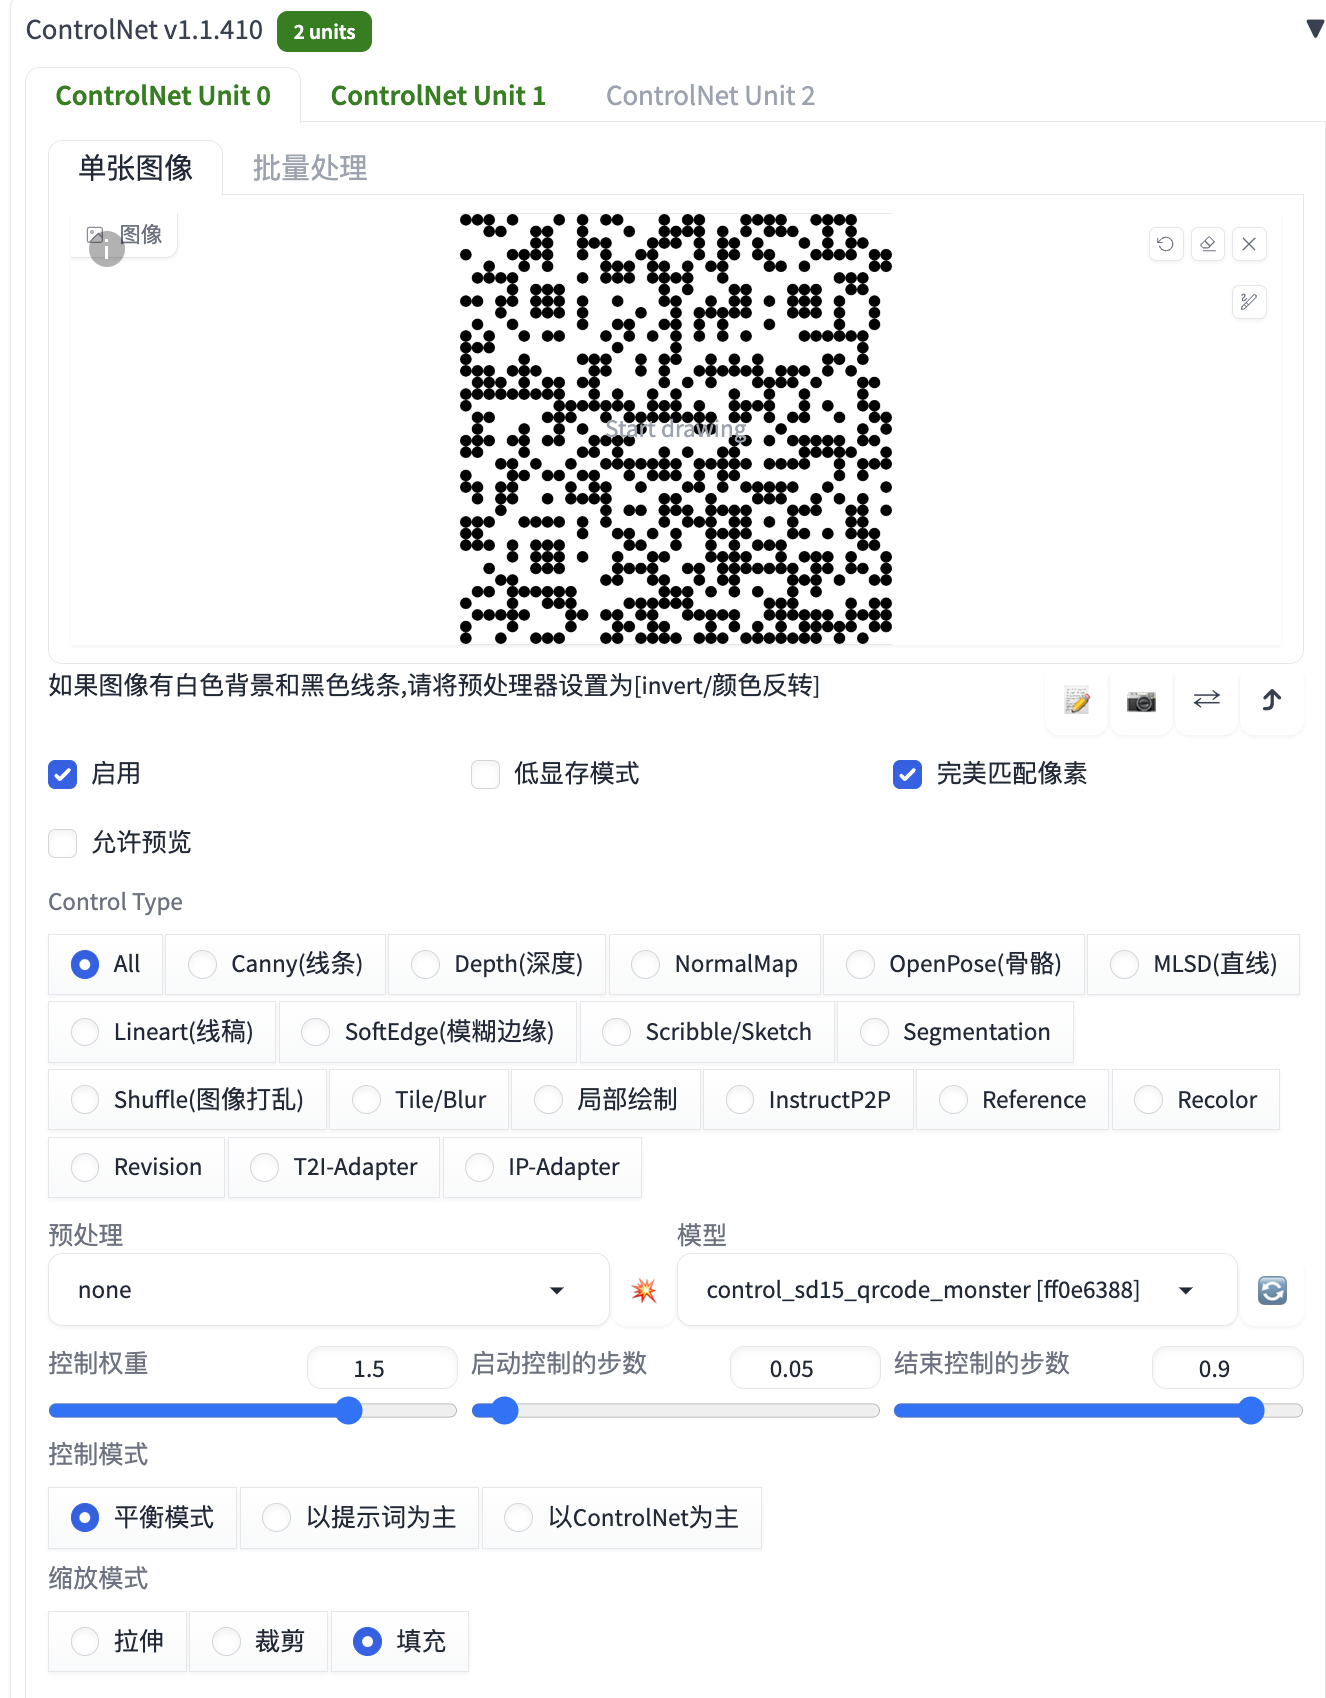 ControlNet v1.1.410 2 units
ControlNet Unit 0 ControlNet Unit 1 ControlNet Unit 2
单张图像 批量处理
图像
Start drawing
如果图像有白色背景和黑色线条,请将预处理器设置为[invert/颜色反转]
启用 低显存模式 完美匹配像素
允许预览
Control Type
All Canny(线条) Depth(深度) NormalMap OpenPose(骨骼) MLSD(直线)
Lineart(线稿) SoftEdge(模糊边缘) Scribble/Sketch Segmentation
Shuffle(图像打乱) Tile/Blur 局部绘制 InstructP2P Reference Recolor
Revision T2I-Adapter IP-Adapter
预处理 模型
none control_sd15_qrcode_monster [ff0e6388]
控制权重 1.5 启动控制的步数 0.05 结束控制的步数 0.9
控制模式
平衡模式 以提示词为主 以ControlNet为主
缩放模式
拉伸 裁剪 填充